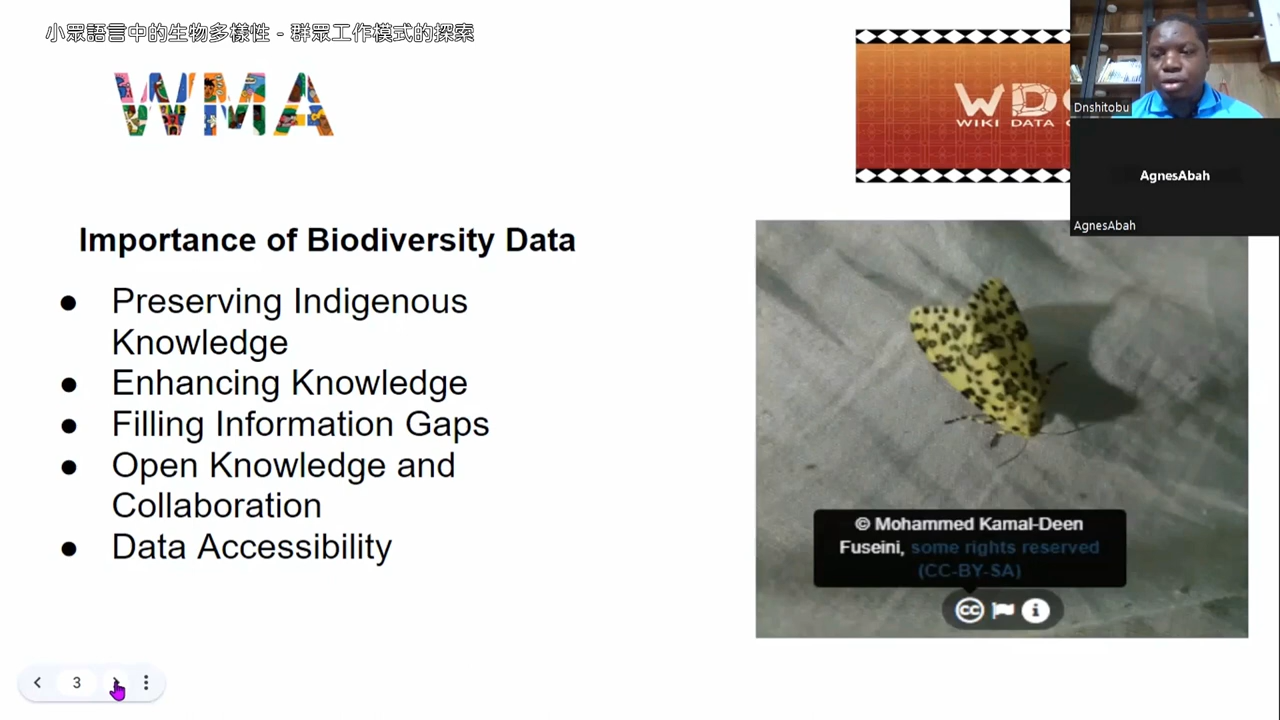 小眾語言中的生物多樣性 - 群眾工作模式的探索
WMA
WIKI DATA
Dnshitobu
AgnesAbah
AgnesAbah
Importance of Biodiversity Data
● Preserving Indigenous
Knowledge
● Enhancing Knowledge
● Filling Information Gaps
● Open Knowledge and
Collaboration
● Data Accessibility
© Mohammed Kamal-Deen
Fuseini, some rights reserved
(CC-BY-SA)
cc
3